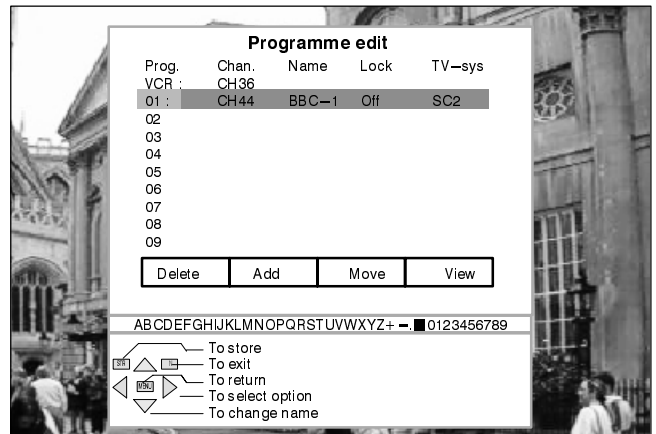 Programme edit
Prog. Chan. Name Lock TV–sys
VCR : CH36
01 : CH44 BBC–1 Off SC2
02
03
04
05
06
07
08
09
Delete Add Move View
ABCDEFGHIJKLMNOPQRSTUVWXYZ+ –. ■ 0123456789
To store
STR To exit
MENU To return
To select option
To change name